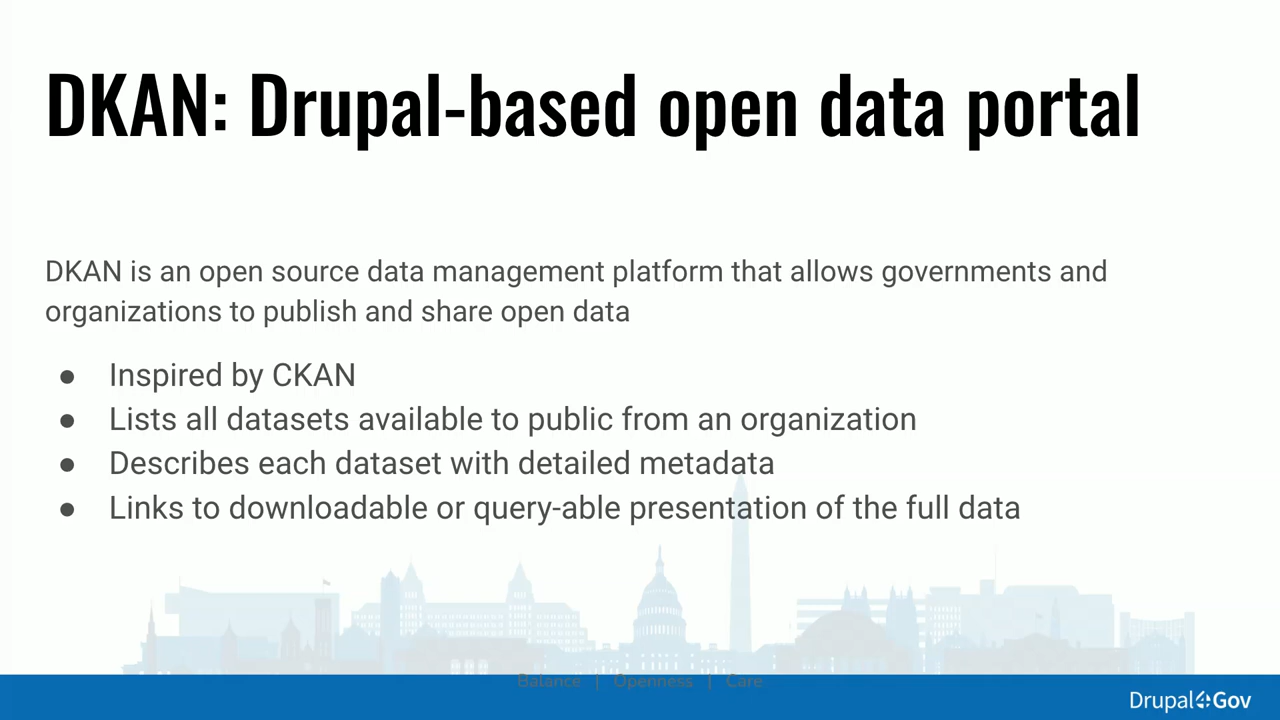 DKAN: Drupal-based open data portal
DKAN is an open source data management platform that allows governments and
organizations to publish and share open data
● Inspired by CKAN
● Lists all datasets available to public from an organization
● Describes each dataset with detailed metadata
● Links to downloadable or query-able presentation of the full data
Balance | Openness | Care
Drupal4Gov